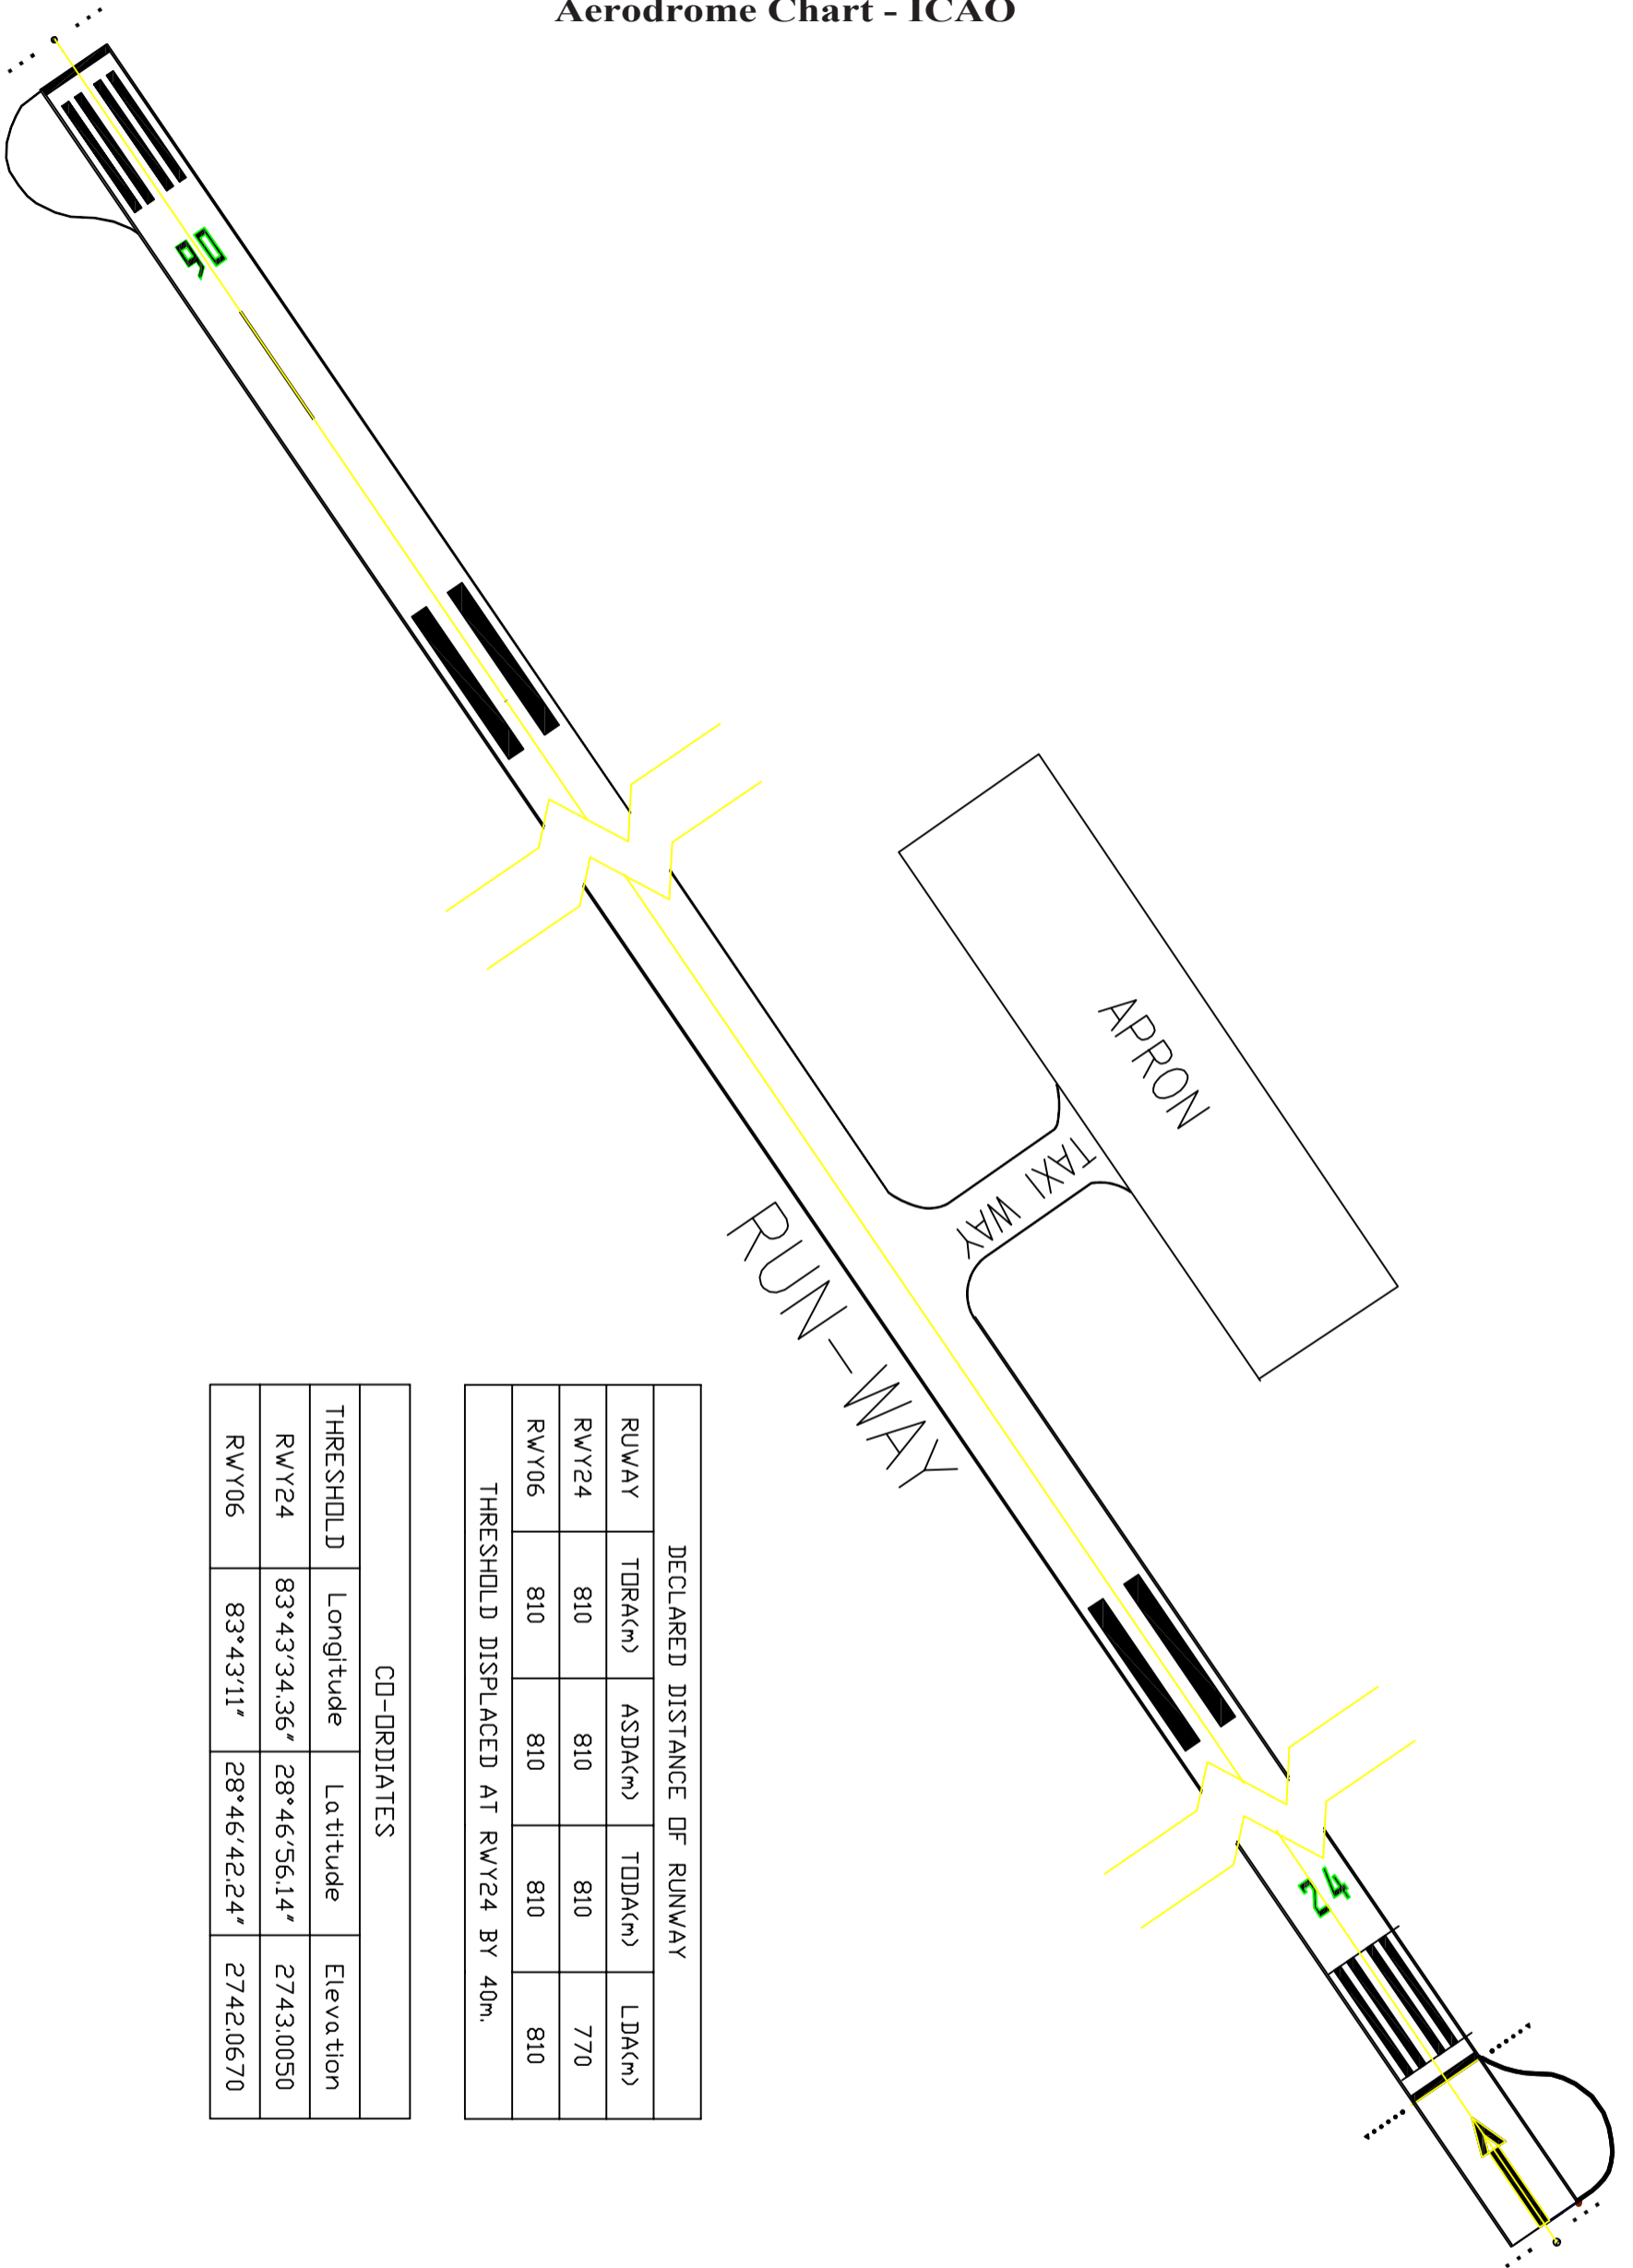 Aerodrome Chart - ICAO
06
APRON
TAXI WAY
RUN-WAY
24
DECLARED DISTANCE OF RUNWAY
RUWAY TORA(m) ASDA(m) TODA(m) LDA(m)
RWY24 810 810 810 770
RWY06 810 810 810 810
THRESHOLD DISPLACED AT RWY24 BY 40m.
CO-ORDIATES
THRESHOLD Longitude Latitude Elevation
RWY24 83°43'34.36" 28°46'56.14" 2743.0050
RWY06 83°43'11" 28°46'42.24" 2742.0670